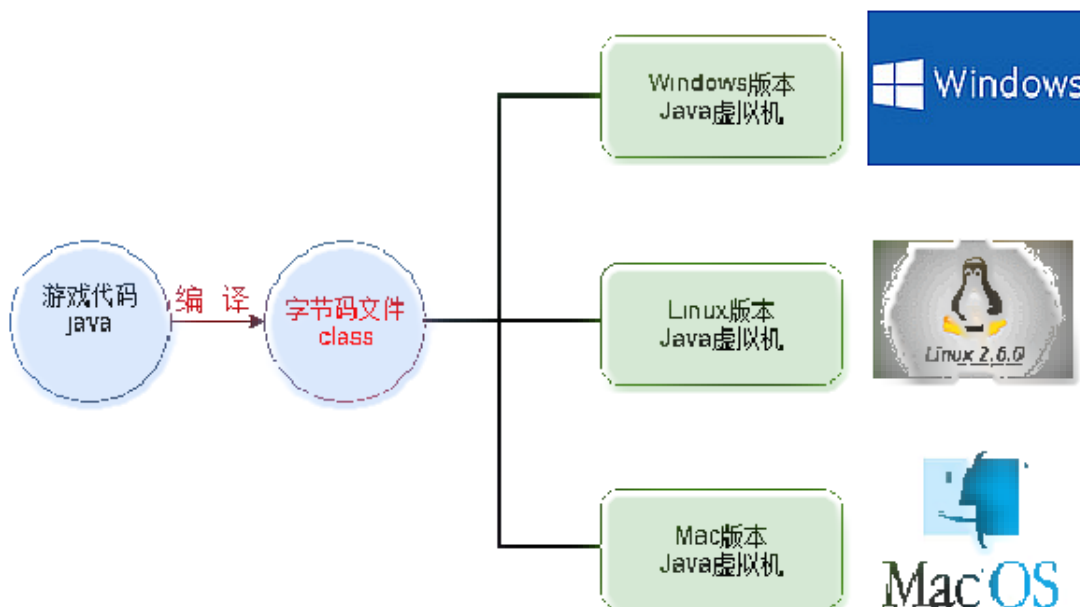 Windows版本
Java虚拟机
Windows
游戏代码
java
编 译
字节码文件
class
Linux版本
Java虚拟机
Linux 2.6.0
Mac版本
Java虚拟机
Mac OS